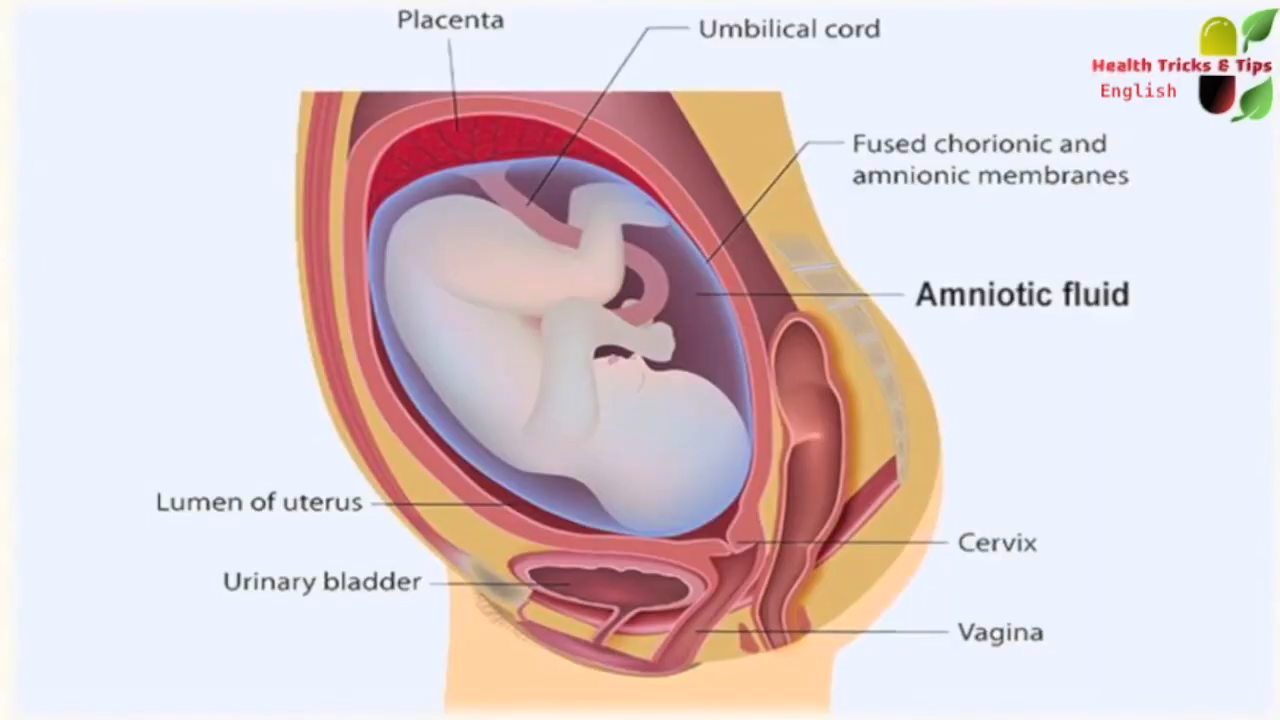 Placenta
Umbilical cord
Health Tricks & Tips
English
Fused chorionic and
amnionic membranes
Amniotic fluid
Lumen of uterus
Cervix
Urinary bladder
Vagina